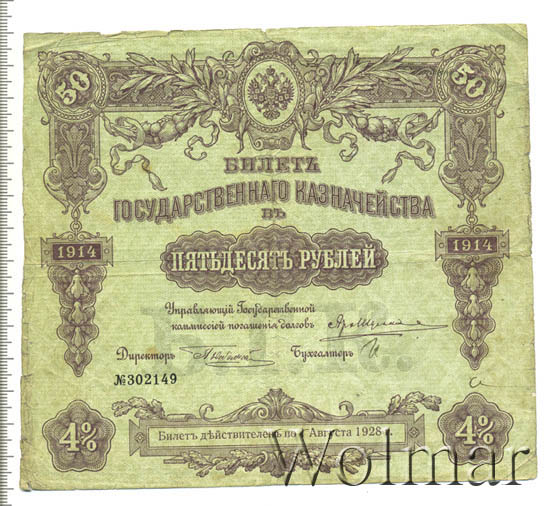 50 50
БИЛЕТЪ
ГОСУДАРСТВЕННАГО КАЗНАЧЕЙСТВА
ВЪ
1914 1914
ПЯТЬДЕСЯТЪ РУБЛЕЙ
Управляющій Государственной
коммиссіей погашенія долговъ
Директоръ Бухгалтеръ
№302149
4% 4%
Билетъ дѣйствителенъ по Августа 1928 г.
Wolmar